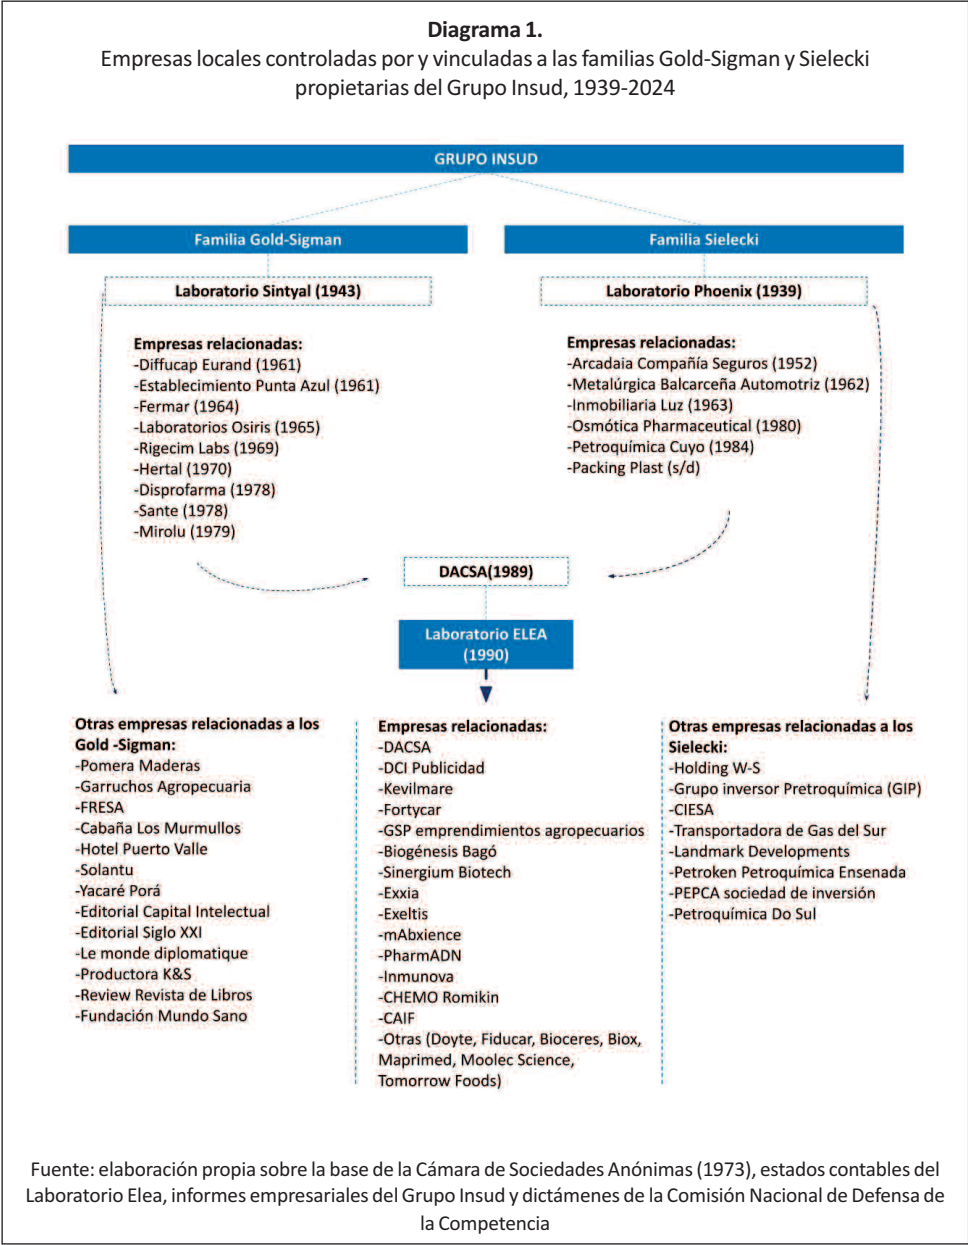 Diagrama 1.
Empresas locales controladas por y vinculadas a las familias Gold-Sigman y Sielecki
propietarias del Grupo Insud, 1939-2024
GRUPO INSUD
Familia Gold-Sigman
Familia Sielecki
Laboratorio Sintyal (1943)
Laboratorio Phoenix (1939)
Empresas relacionadas:
-Diffucap Eurand (1961)
-Establecimiento Punta Azul (1961)
-Fermar (1964)
-Laboratorios Osiris (1965)
-Rigecim Labs (1969)
-Hertal (1970)
-Disprofarma (1978)
-Sante (1978)
-Mirolu (1979)
Empresas relacionadas:
-Arcadaia Compañía Seguros (1952)
-Metalúrgica Balcarceña Automotriz (1962)
-Inmobiliaria Luz (1963)
-Osmótica Pharmaceutical (1980)
-Petroquímica Cuyo (1984)
-Packing Plast (s/d)
DACSA(1989)
Laboratorio ELEA
(1990)
Otras empresas relacionadas a los
Gold -Sigman:
-Pomera Maderas
-Garruchos Agropecuaria
-FRESA
-Cabaña Los Murmullos
-Hotel Puerto Valle
-Solantu
-Yacaré Porá
-Editorial Capital Intelectual
-Editorial Siglo XXI
-Le monde diplomatique
-Productora K&S
-Review Revista de Libros
-Fundación Mundo Sano
Empresas relacionadas:
-DACSA
-DCI Publicidad
-Kevilmare
-Fortycar
-GSP emprendimientos agropecuarios
-Biogénesis Bagó
-Sinergium Biotech
-Exxia
-Exeltis
-mAbxience
-PharmADN
-Inmunova
-CHEMO Romikin
-CAIF
-Otras (Doyte, Fiducar, Bioceres, Biox,
Maprimed, Moolec Science,
Tomorrow Foods)
Otras empresas relacionadas a los
Sielecki:
-Holding W-S
-Grupo inversor Pretroquímica (GIP)
-CIESA
-Transportadora de Gas del Sur
-Landmark Developments
-Petroken Petroquímica Ensenada
-PEPCA sociedad de inversión
-Petroquímica Do Sul
Fuente: elaboración propia sobre la base de la Cámara de Sociedades Anónimas (1973), estados contables del
Laboratorio Elea, informes empresariales del Grupo Insud y dictámenes de la Comisión Nacional de Defensa de
la Competencia